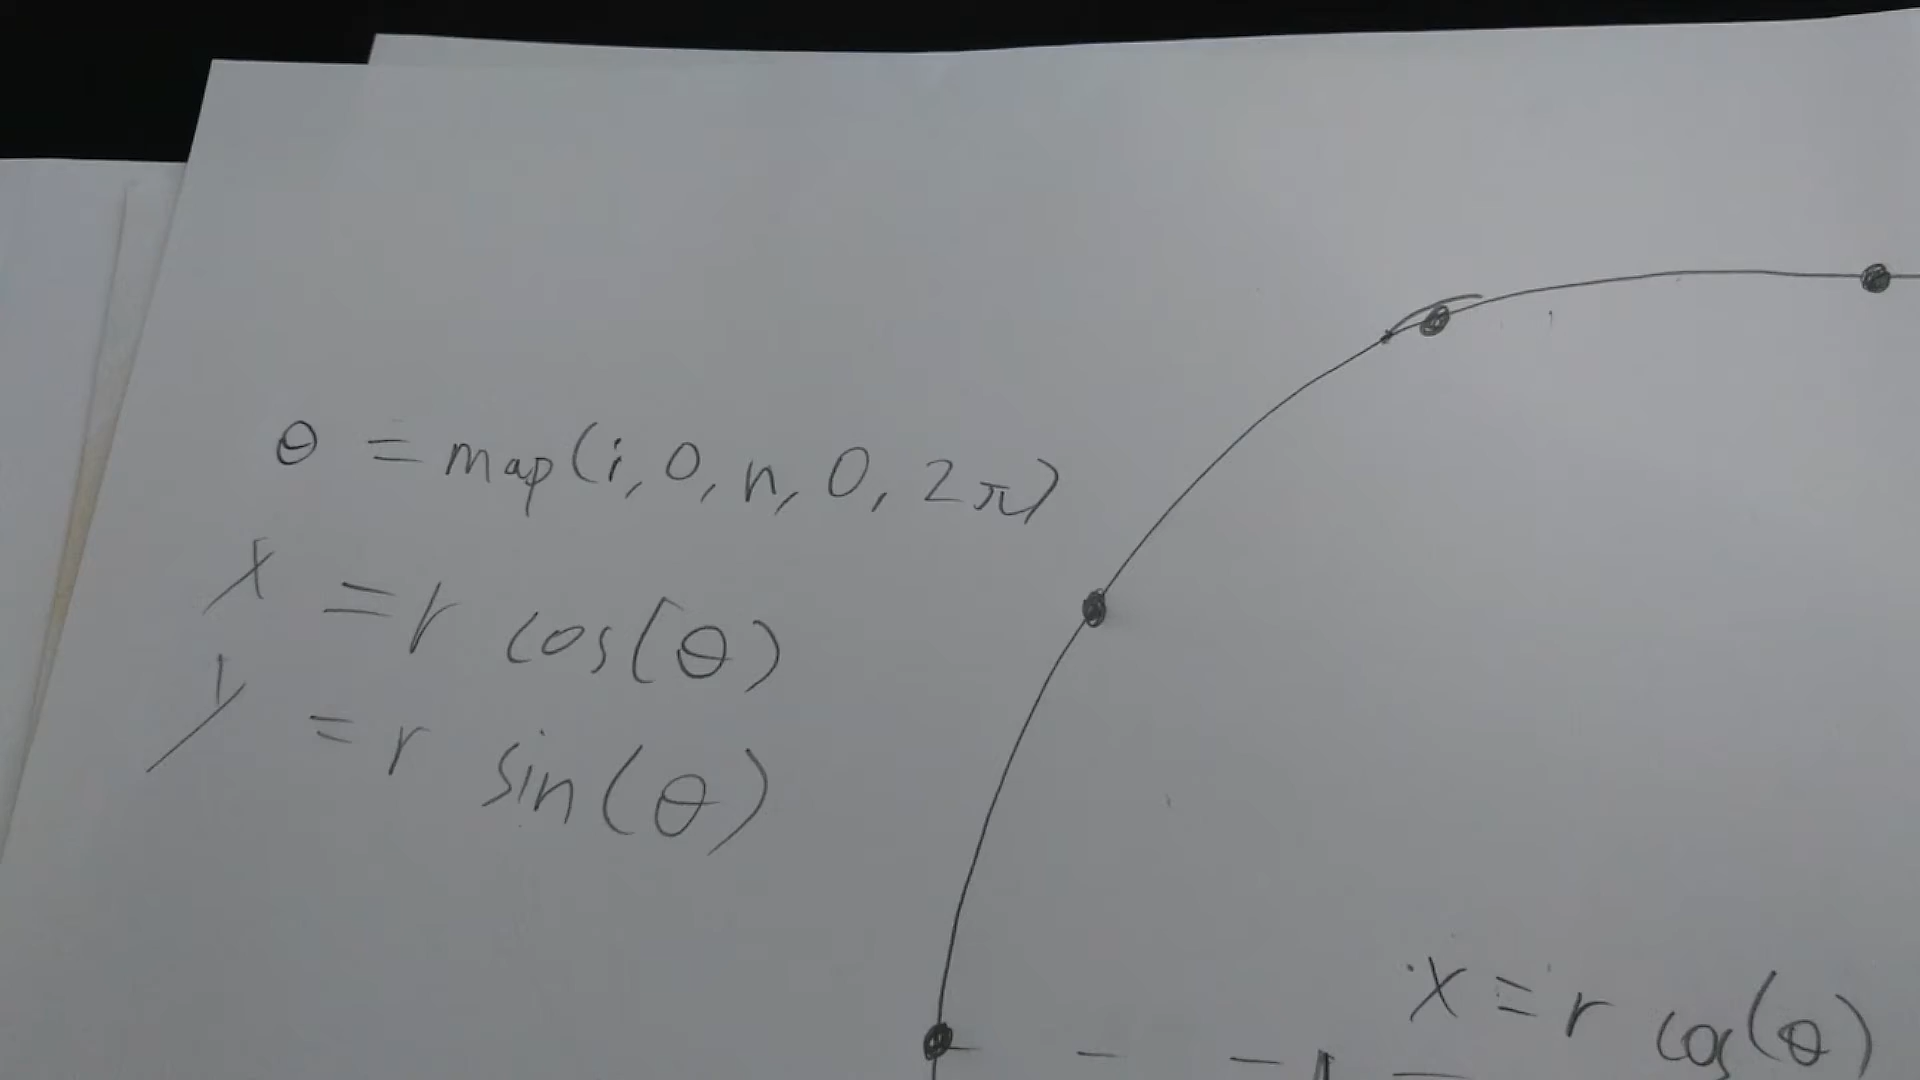 θ = map(i, 0, n, 0, 2π)
x = r cos(θ)
y = r sin(θ)
x = r cos(θ)